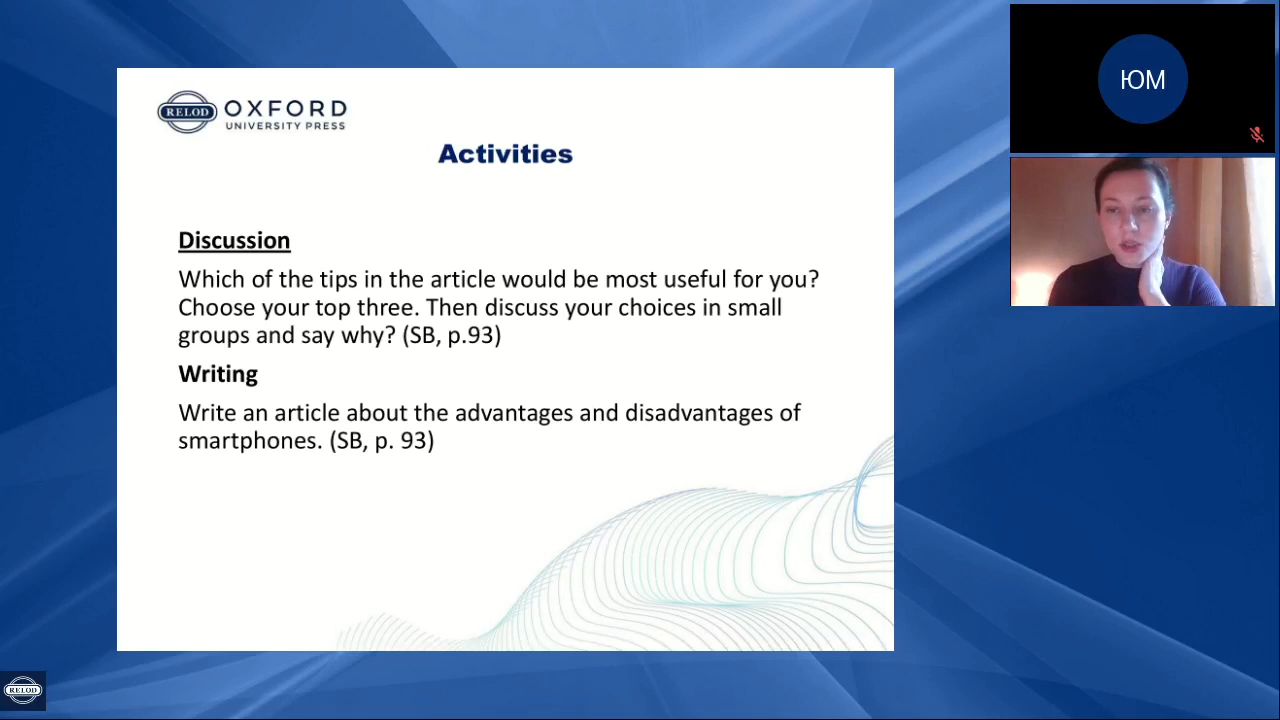 RELOD OXFORD
UNIVERSITY PRESS
Activities
Discussion
Which of the tips in the article would be most useful for you?
Choose your top three. Then discuss your choices in small
groups and say why? (SB, p.93)
Writing
Write an article about the advantages and disadvantages of
smartphones. (SB, p. 93)
ЮМ
RELOD